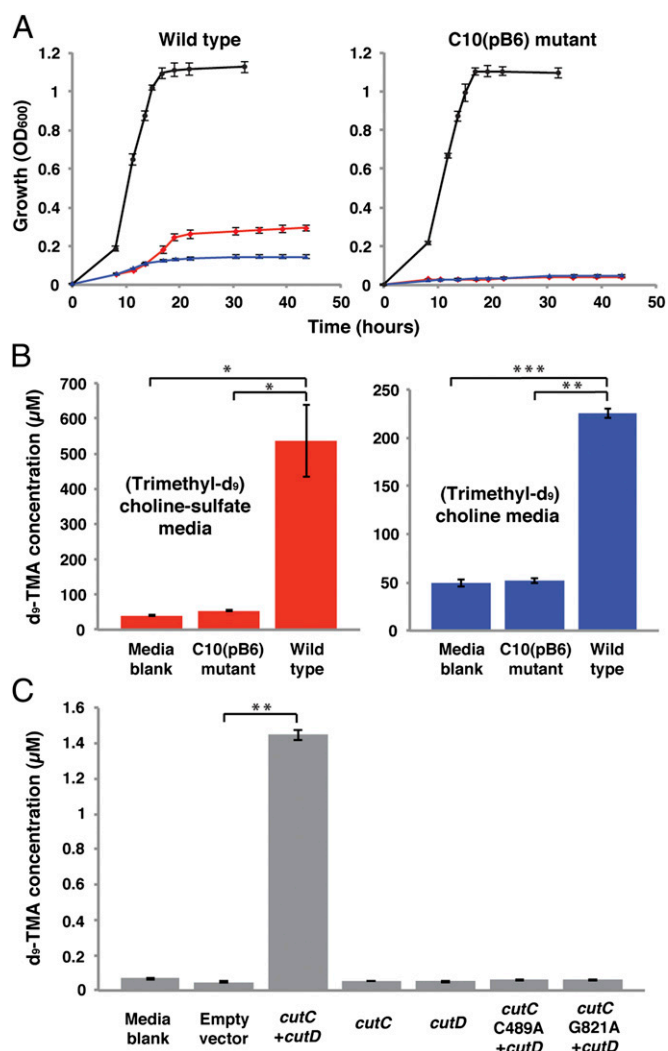 A
Wild type
C10(pB6) mutant
Growth (OD600)
1.2
1
0.8
0.6
0.4
0.2
0
0 10 20 30 40 50
1.2
1
0.8
0.6
0.4
0.2
0
0 10 20 30 40 50
Time (hours)
B
d9-TMA concentration (µM)
700
600
500
400
300
200
100
0
*
*
(Trimethyl-d9)
choline-sulfate
media
Media blank
C10(pB6) mutant
Wild type
250
200
150
100
50
0
***
**
(Trimethyl-d9)
choline media
Media blank
C10(pB6) mutant
Wild type
C
d9-TMA concentration (µM)
1.6
1.4
1.2
1
0.8
0.6
0.4
0.2
0
**
Media blank
Empty vector
cutC +cutD
cutC
cutD
cutC C489A +cutD
cutC G821A +cutD